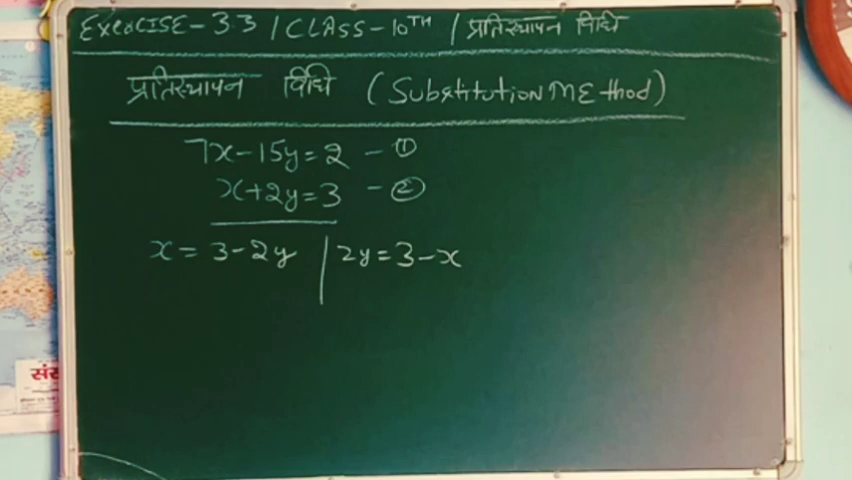 EXERCISE-3.3 / CLASS-10TH / प्रतिस्थापन विधि
प्रतिस्थापन विधि (Substitution MEthod)
7x-15y=2 - ①
x+2y=3 - ②
x = 3-2y | 2y=3-x
संस